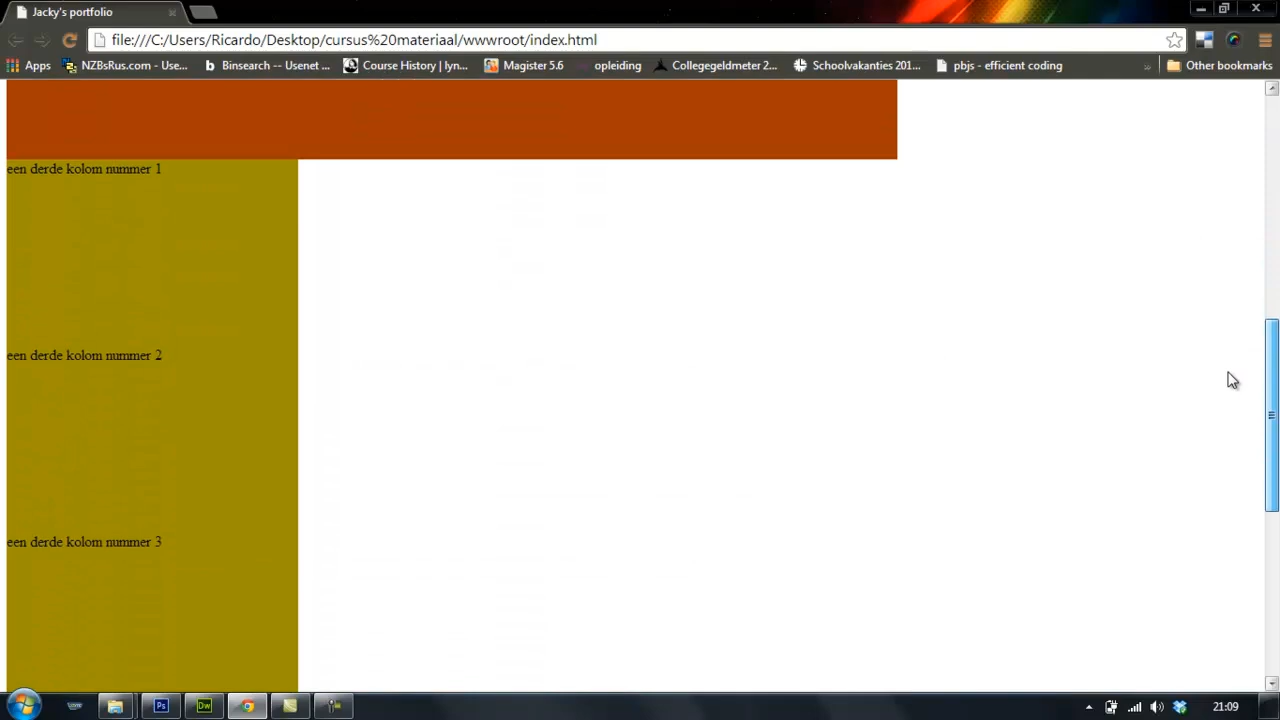 Jacky's portfolio
file:///C:/Users/Ricardo/Desktop/cursus%20materiaal/wwwroot/index.html
Apps NZBsRus.com - Use... b Binsearch -- Usenet ... Course History | lyn... Magister 5.6 opleiding Collegegeldmeter 2... Schoolvakanties 201... pbjs - efficient coding » Other bookmarks
een derde kolom nummer 1
een derde kolom nummer 2
een derde kolom nummer 3
Ps Dw 21:09